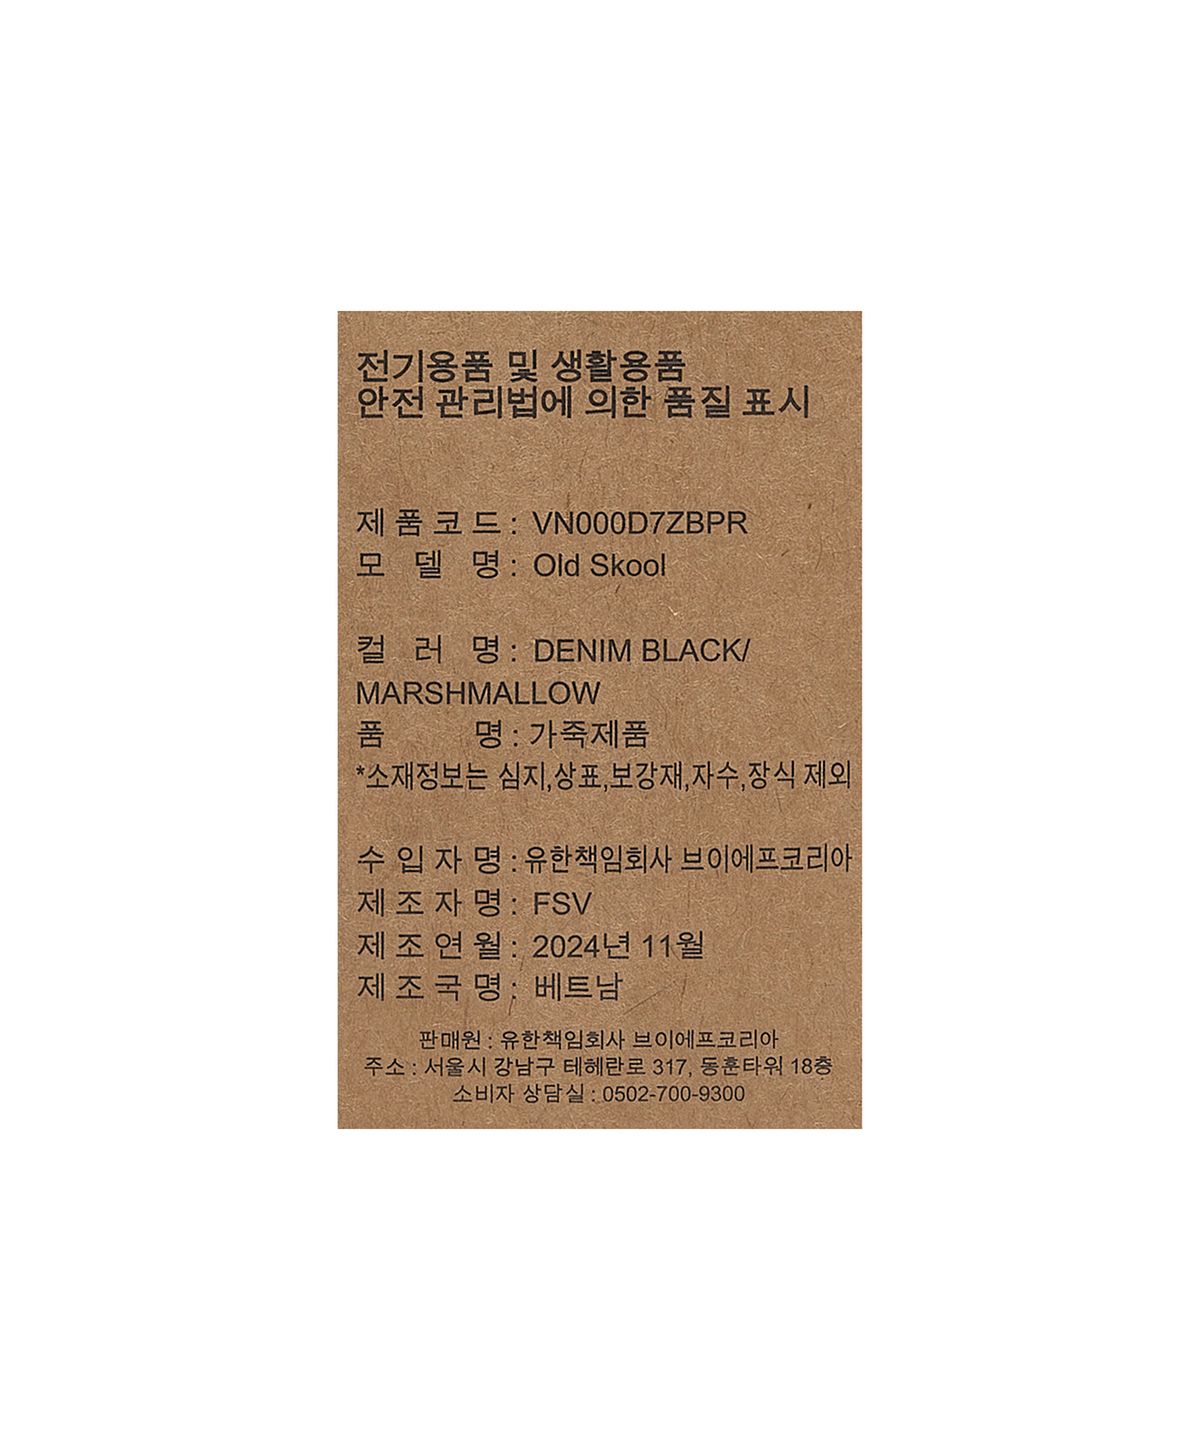 전기용품 및 생활용품
안전 관리법에 의한 품질 표시
제품코드 : VN000D7ZBPR
모델명 : Old Skool
컬러명 : DENIM BLACK/
MARSHMALLOW
품명 : 가죽제품
*소재정보는 심지,상표,보강재,자수,장식 제외
수입자명 : 유한책임회사 브이에프코리아
제조자명 : FSV
제조연월 : 2024년 11월
제조국명 : 베트남
판매원 : 유한책임회사 브이에프코리아
주소 : 서울시 강남구 테헤란로 317, 동훈타워 18층
소비자 상담실 : 0502-700-9300